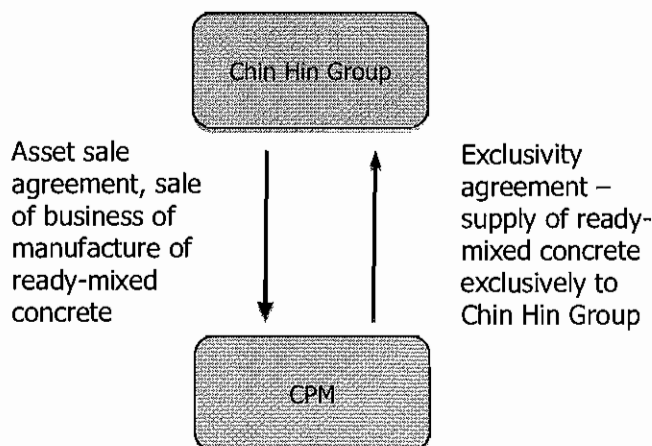 Chin Hin Group
Asset sale
agreement, sale
of business of
manufacture of
ready-mixed
concrete
Exclusivity
agreement –
supply of ready-
mixed concrete
exclusively to
Chin Hin Group
CPM